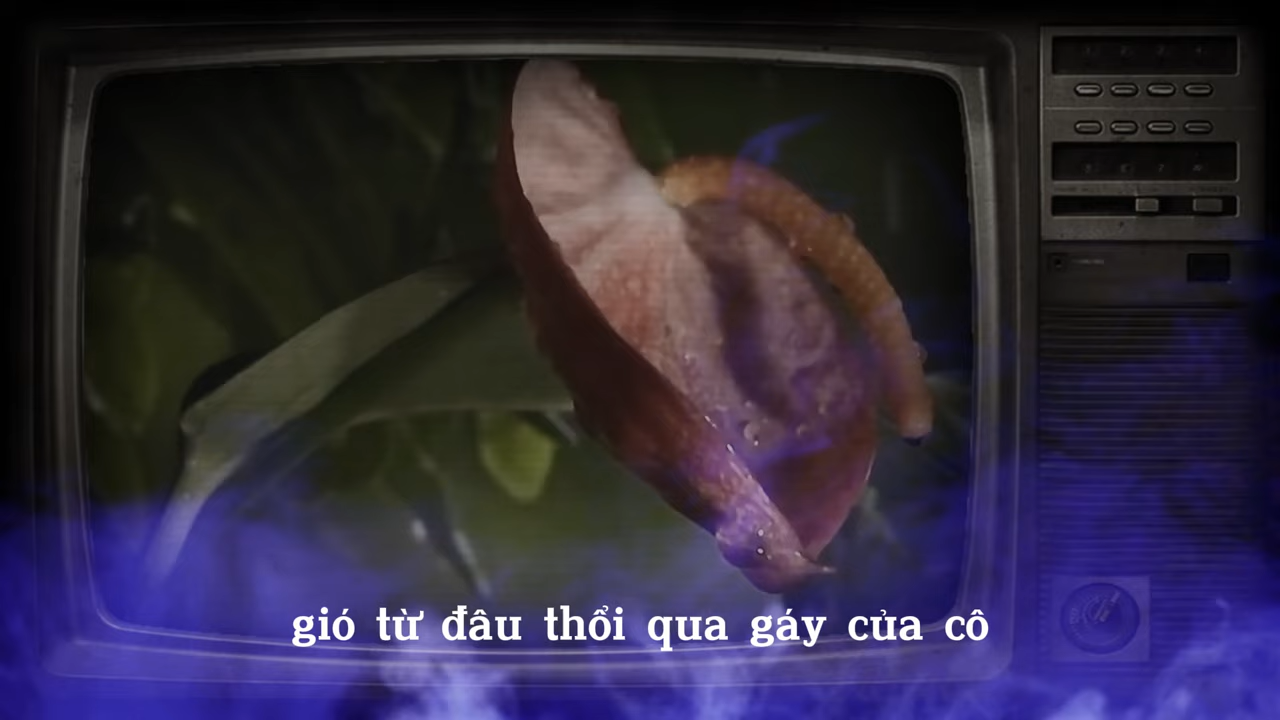 gió từ đâu thổi qua gáy của cô